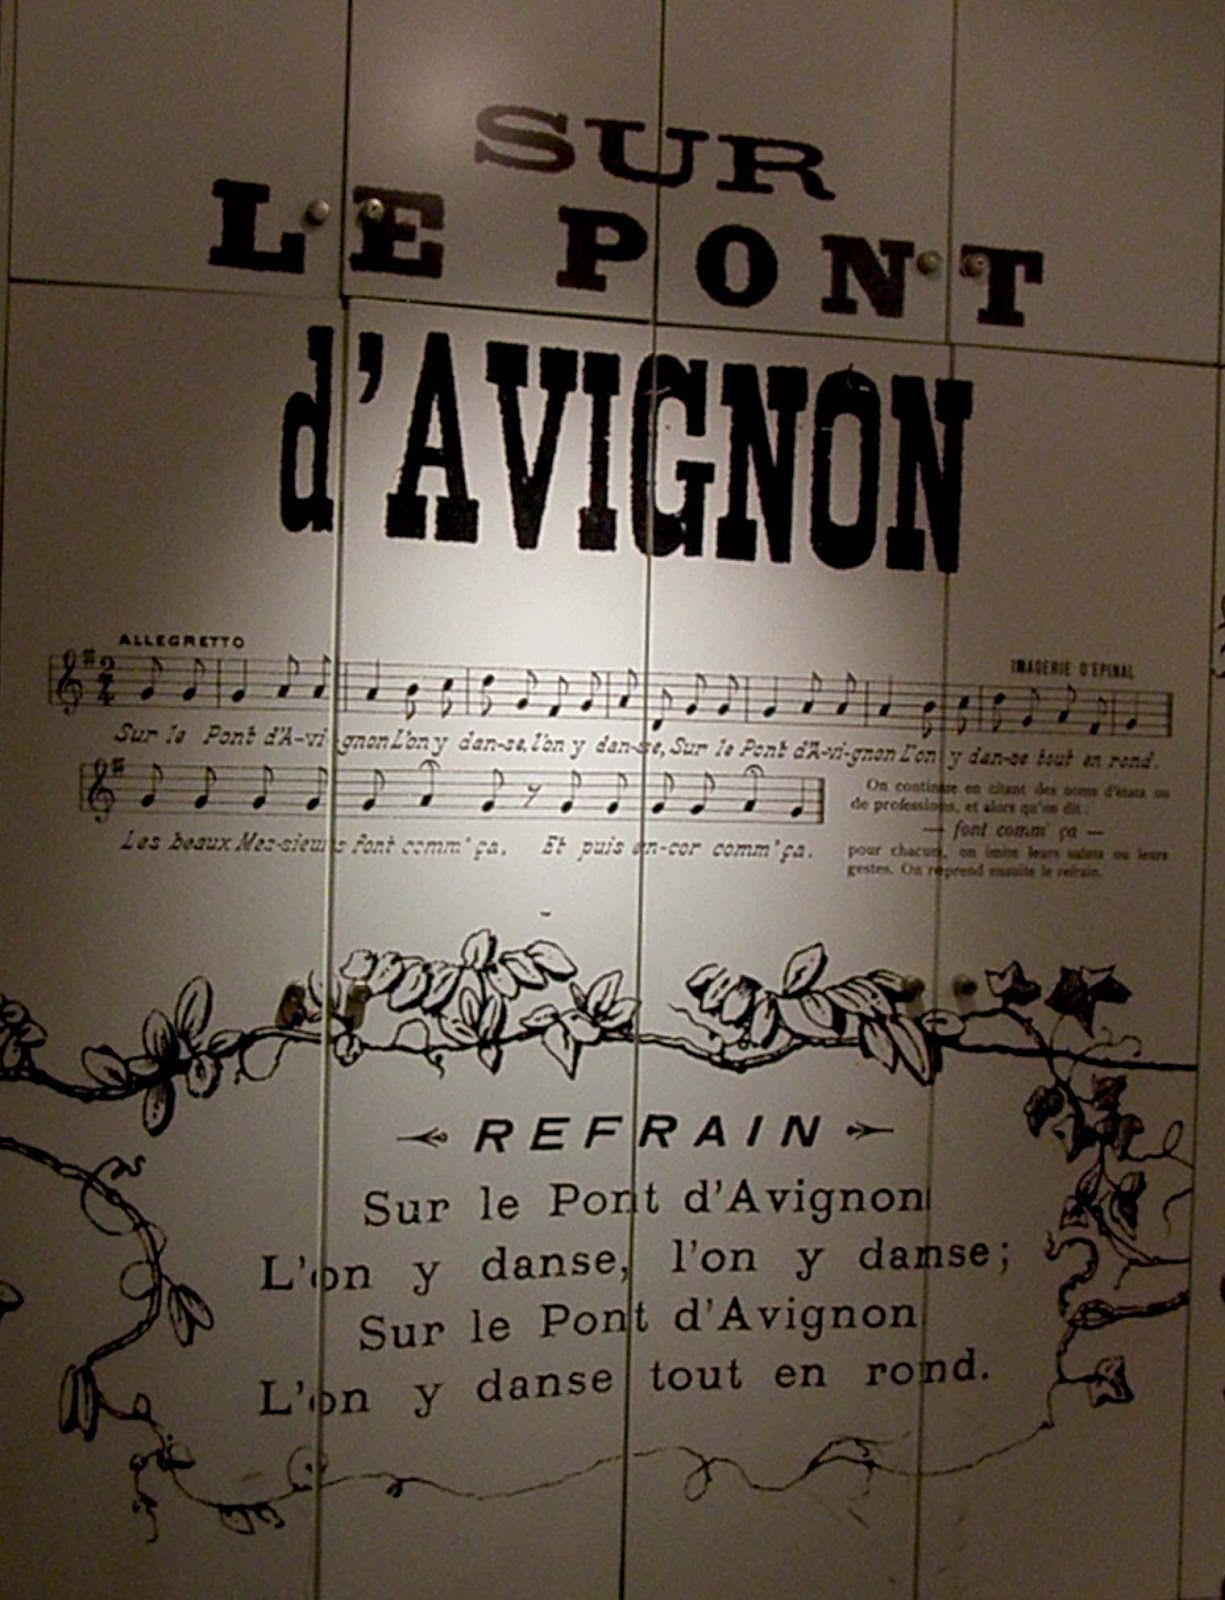 SUR
LE PONT
d'AVIGNON
ALLEGRETTO
IMAGERIE D'EPINAL
2
4
Sur le Pont d'A-vi-gnon L'on y dan-se, l'on y dan-se, Sur le Pont d'A-vi-gnon L'on y dan-se tout en rond.
Les beaux Mes-sieurs font comm' ça. Et puis en-cor comm' ça.
On continue en citant des noms d'états ou
de professions, et alors qu'on dit:
— font comm' ça —
pour chacun, on imite leurs saluts ou leurs
gestes. On reprend ensuite le refrain.
REFRAIN
Sur le Pont d'Avignon
L'on y danse, l'on y danse;
Sur le Pont d'Avignon
L'on y danse tout en rond.